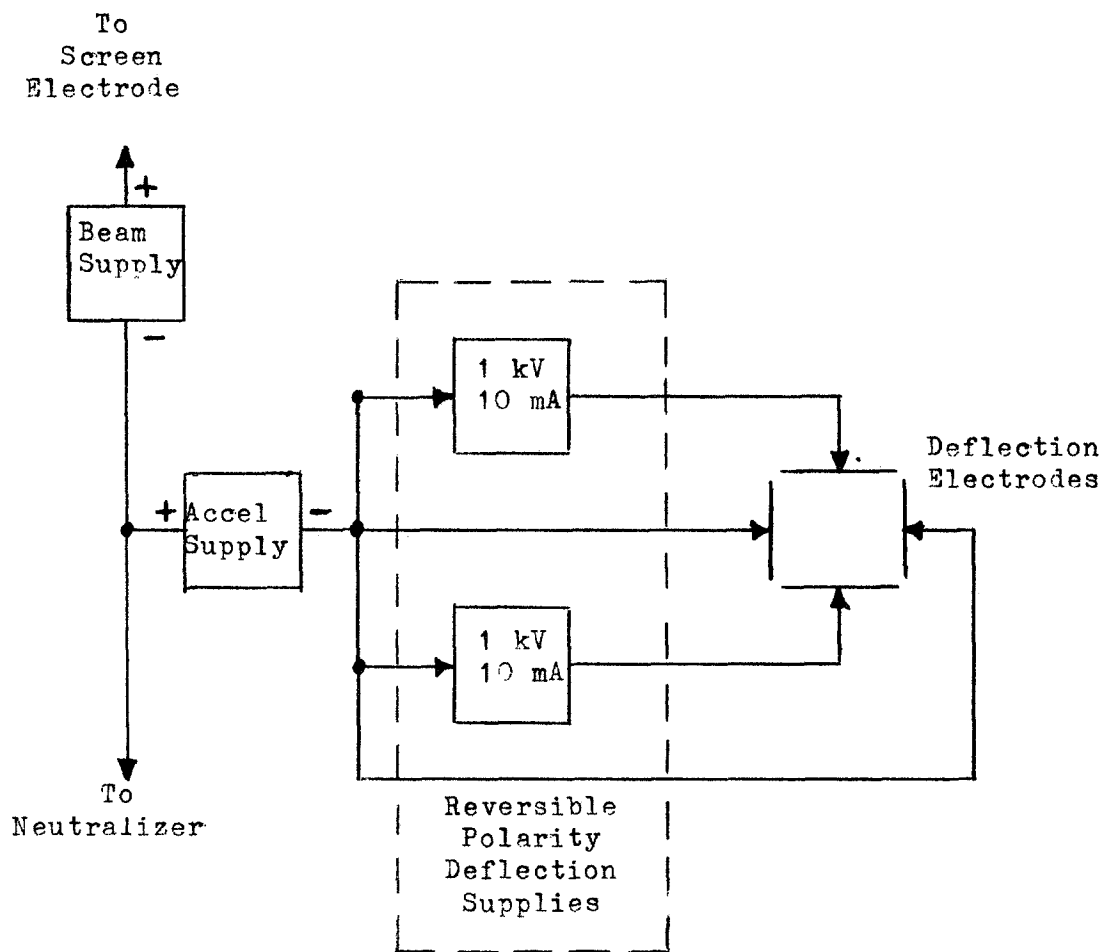 To
Screen
Electrode
+
Beam
Supply
-
1 kV
10 mA
Deflection
Electrodes
+
Accel
Supply
-
1 kV
10 mA
To
Neutralizer
Reversible
Polarity
Deflection
Supplies